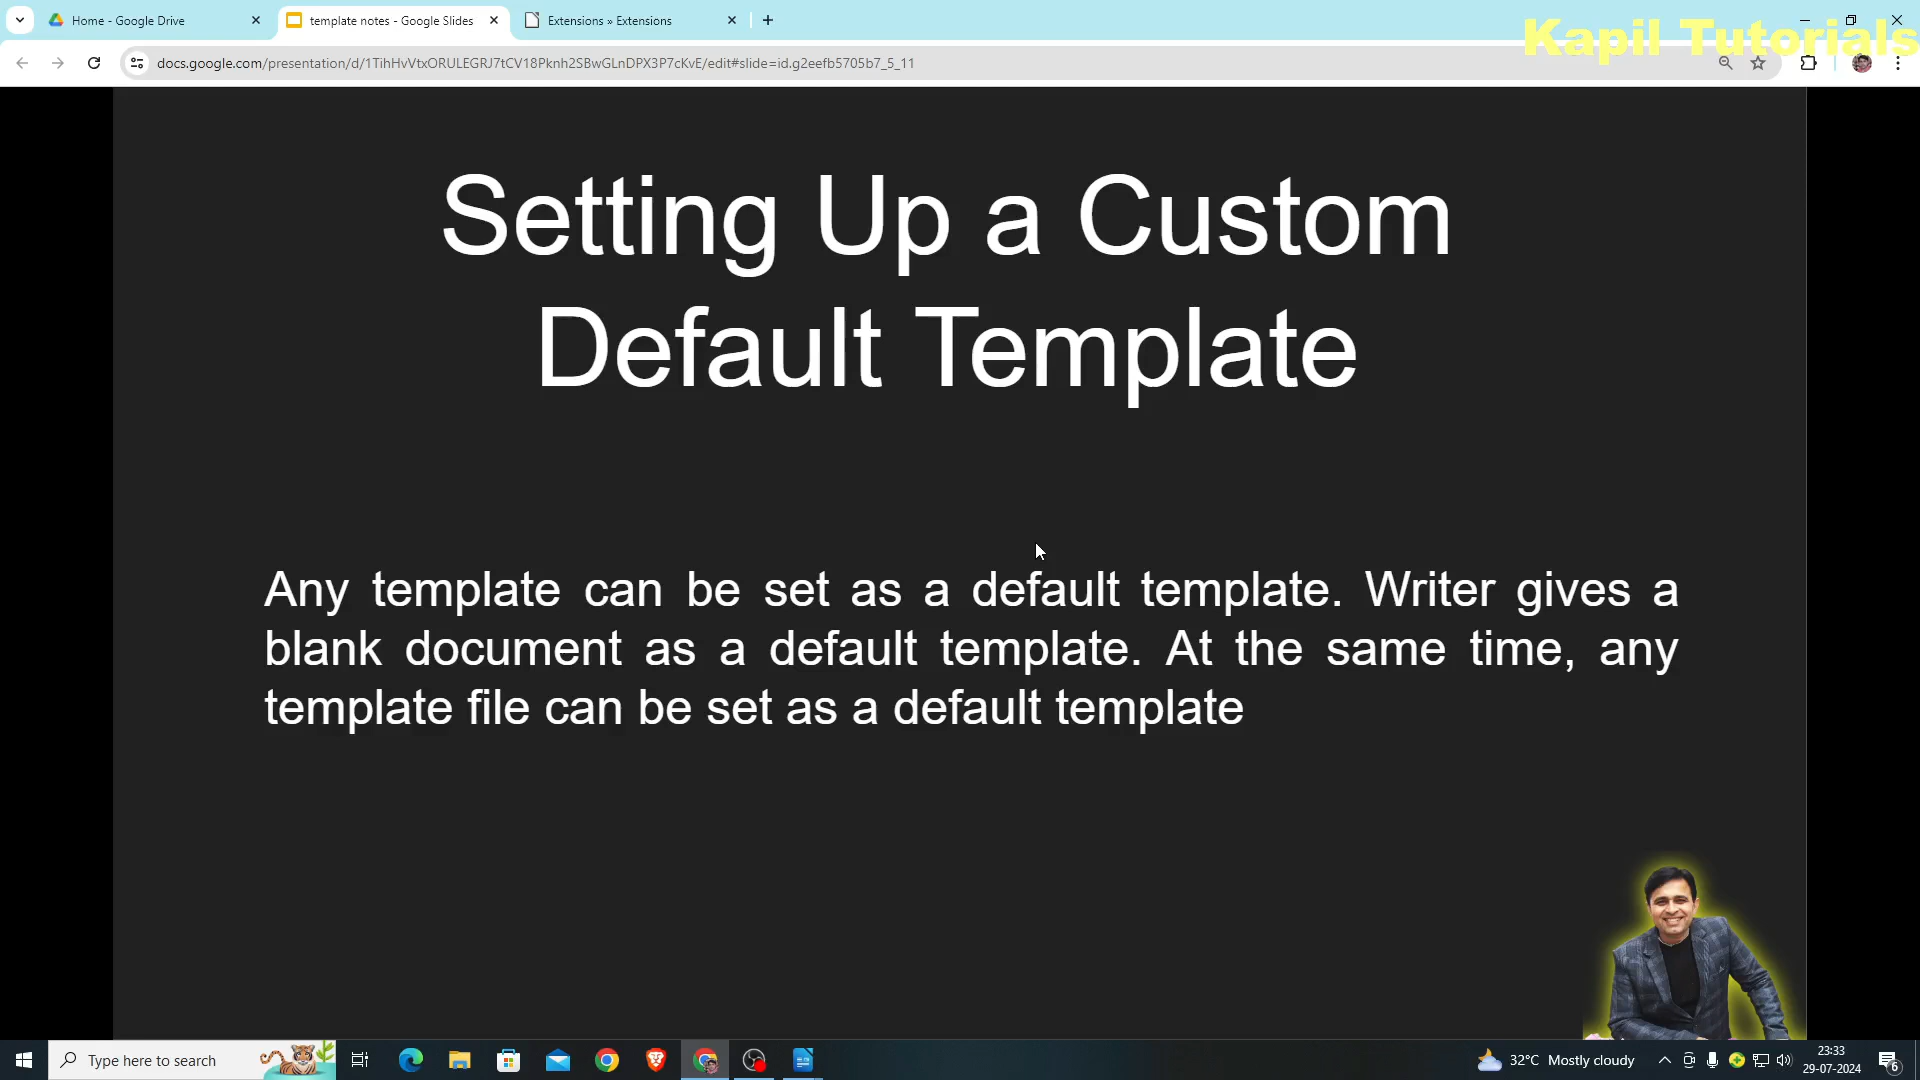 Home - Google Drive
template notes - Google Slides
Extensions » Extensions
Kapil Tutorials
docs.google.com/presentation/d/1TihHvVtxORULEGRJ7tCV18Pknh2SBwGLnDPX3P7cKvE/edit#slide=id.g2eefb5705b7_5_11
Setting Up a Custom
Default Template
Any template can be set as a default template. Writer gives a
blank document as a default template. At the same time, any
template file can be set as a default template
Type here to search
32°C Mostly cloudy
23:33
29-07-2024
6